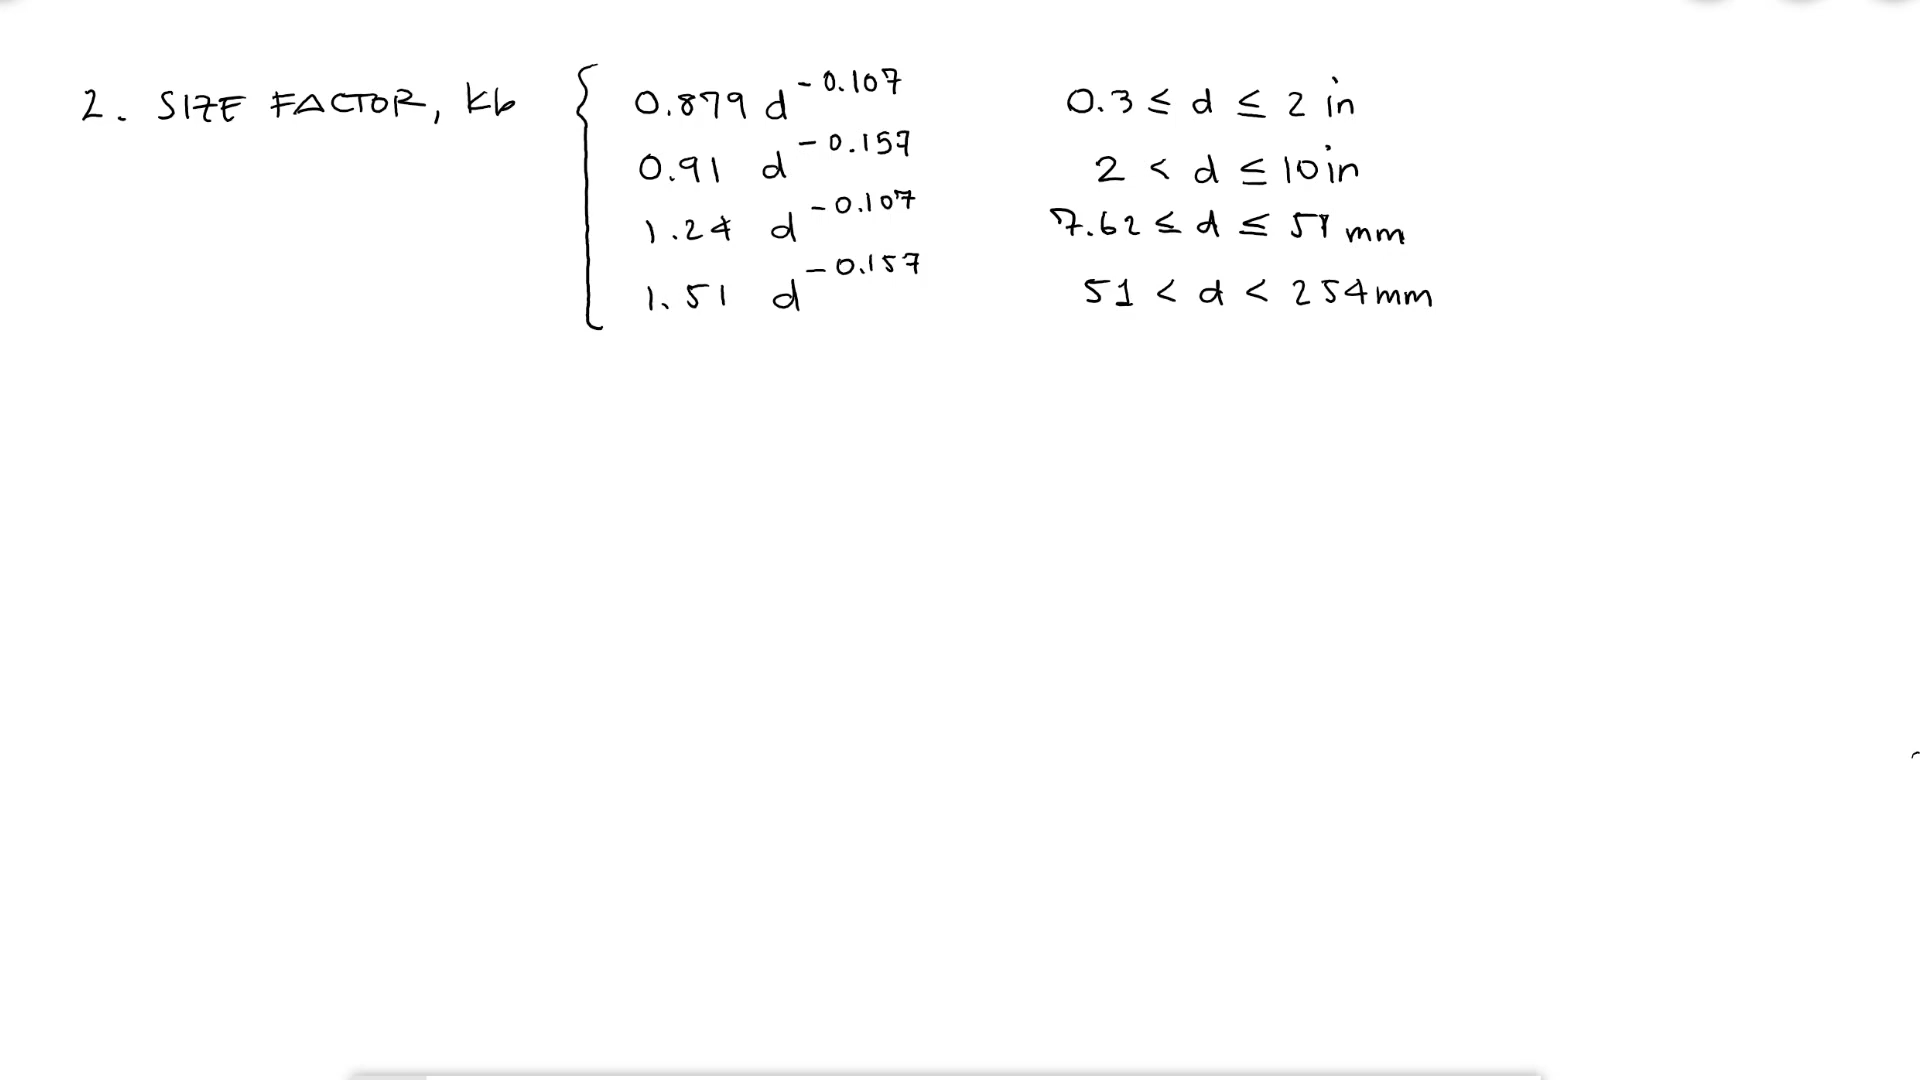 2. SIZE FACTOR, kb { 0.879 d^-0.107 0.3 ≤ d ≤ 2 in
0.91 d^-0.157 2 < d ≤ 10 in
1.24 d^-0.107 7.62 ≤ d ≤ 51 mm
1.51 d^-0.157 51 < d < 254 mm